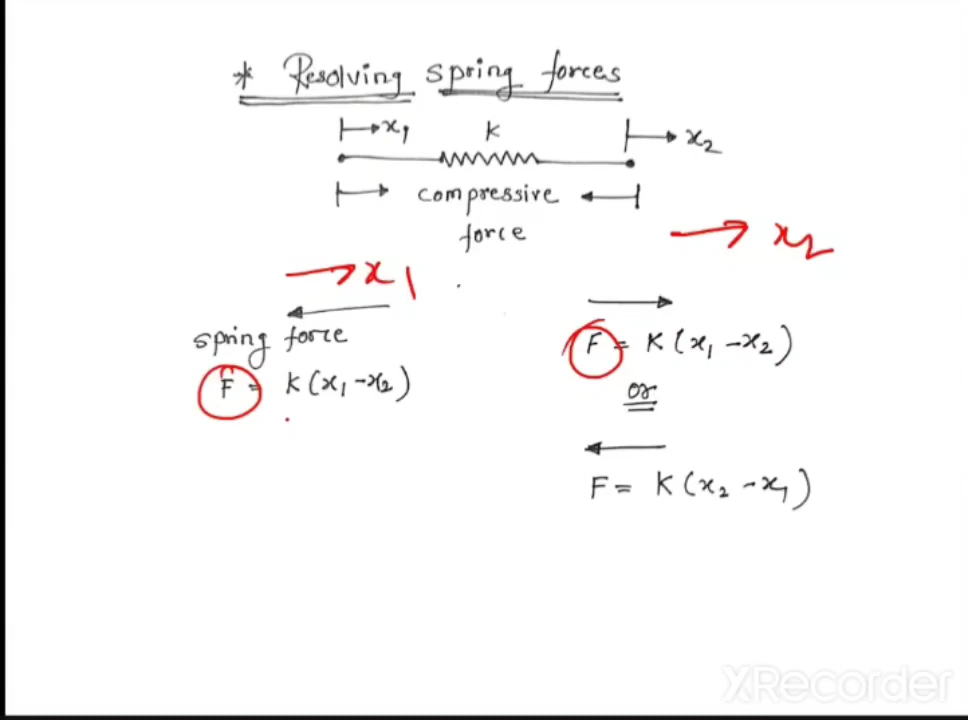 * Resolving spring forces
x₁ K x₂
compressive
force
x₂
x₁
spring force
F = K(x₁ - x₂)
F = K(x₁ - x₂)
or
F = K(x₂ - x₁)
XRecorder